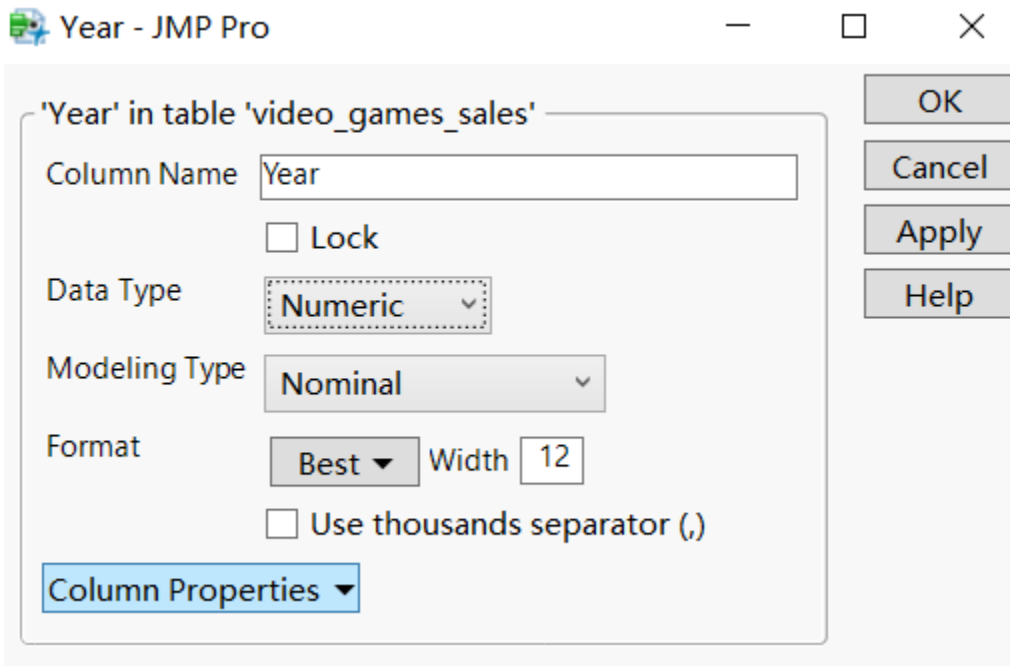 Year - JMP Pro
'Year' in table 'video_games_sales'
OK
Column Name Year
Cancel
Lock
Apply
Data Type Numeric
Help
Modeling Type Nominal
Format Best Width 12
Use thousands separator (,)
Column Properties